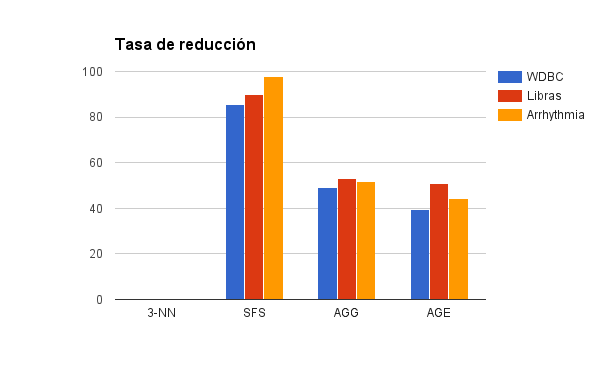 Tasa de reducción
100
80
60
40
20
0
3-NN SFS AGG AGE
WDBC
Libras
Arrhythmia